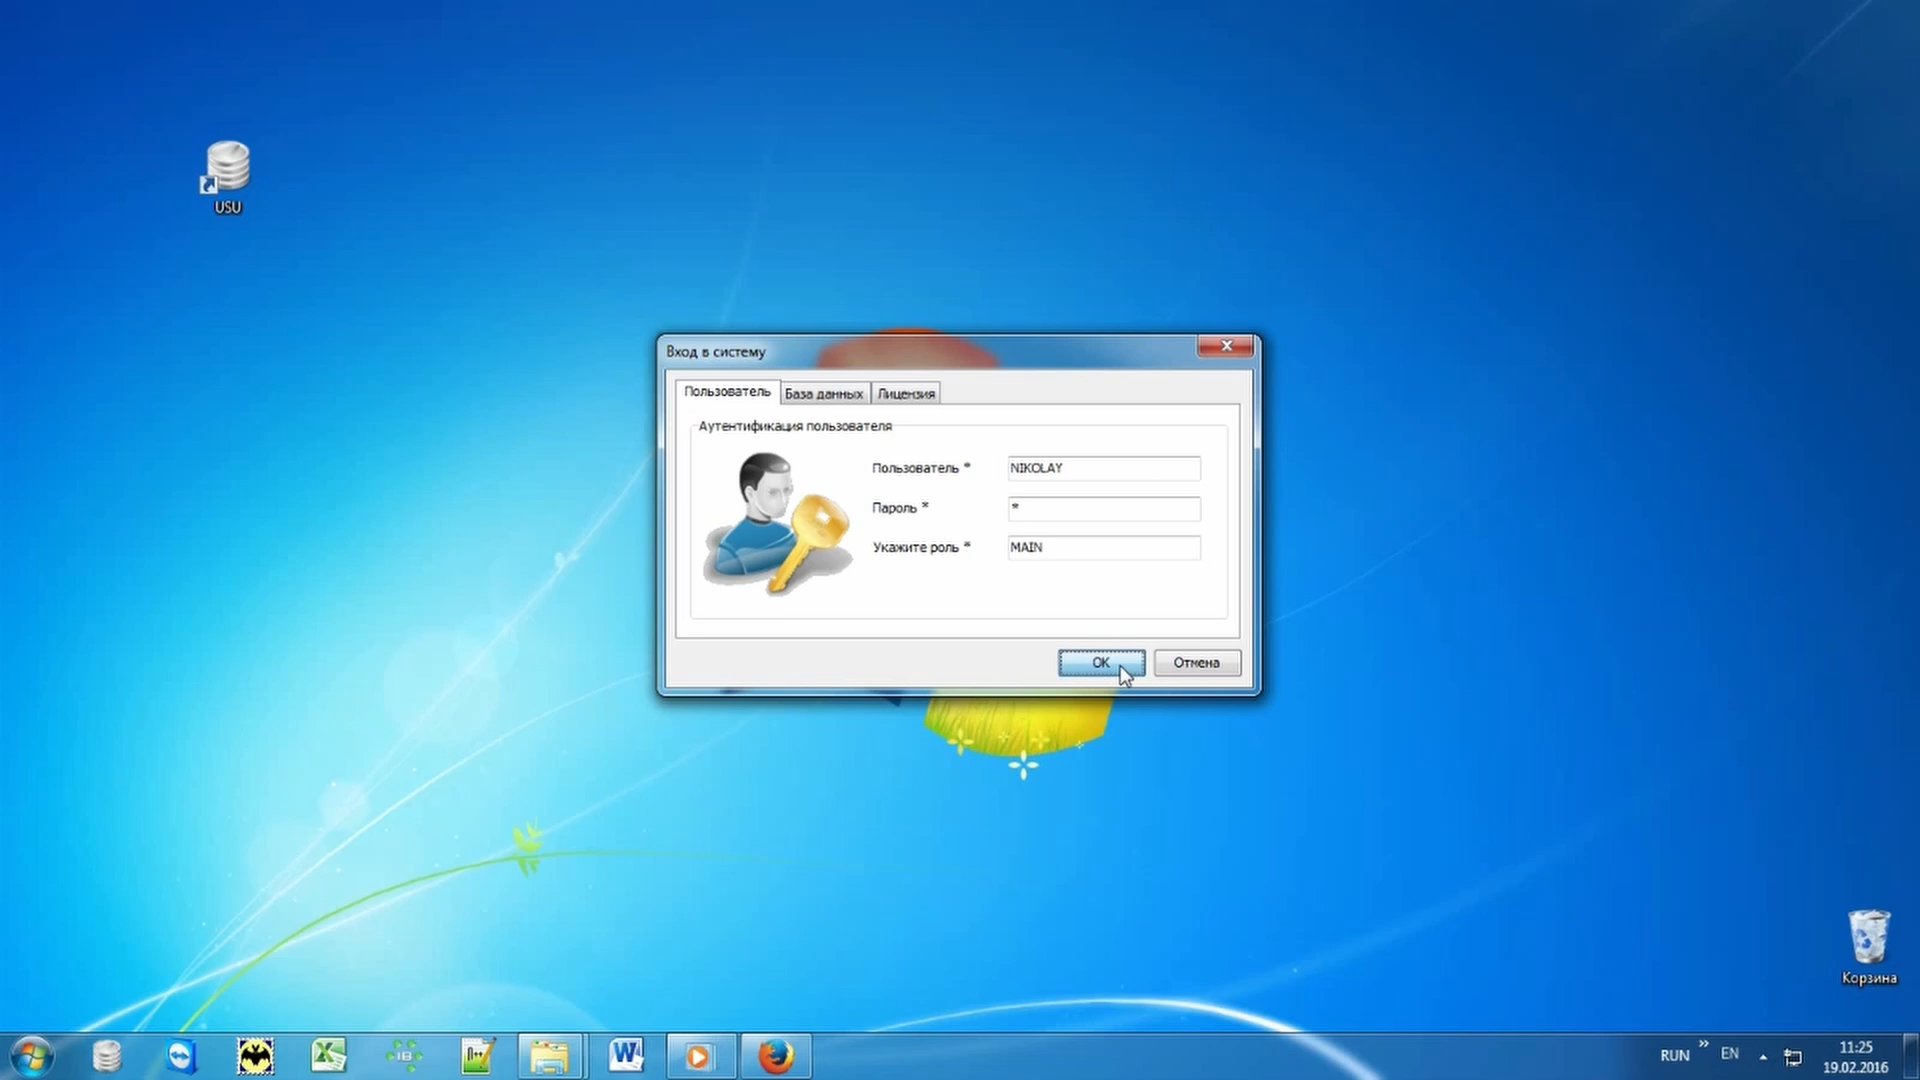 USU
Вход в систему
Пользователь
База данных
Лицензия
Аутентификация пользователя
Пользователь *
NIKOLAY
Пароль *
*
Укажите роль *
MAIN
OK
Отмена
Корзина
RUN
EN
11:25
19.02.2016